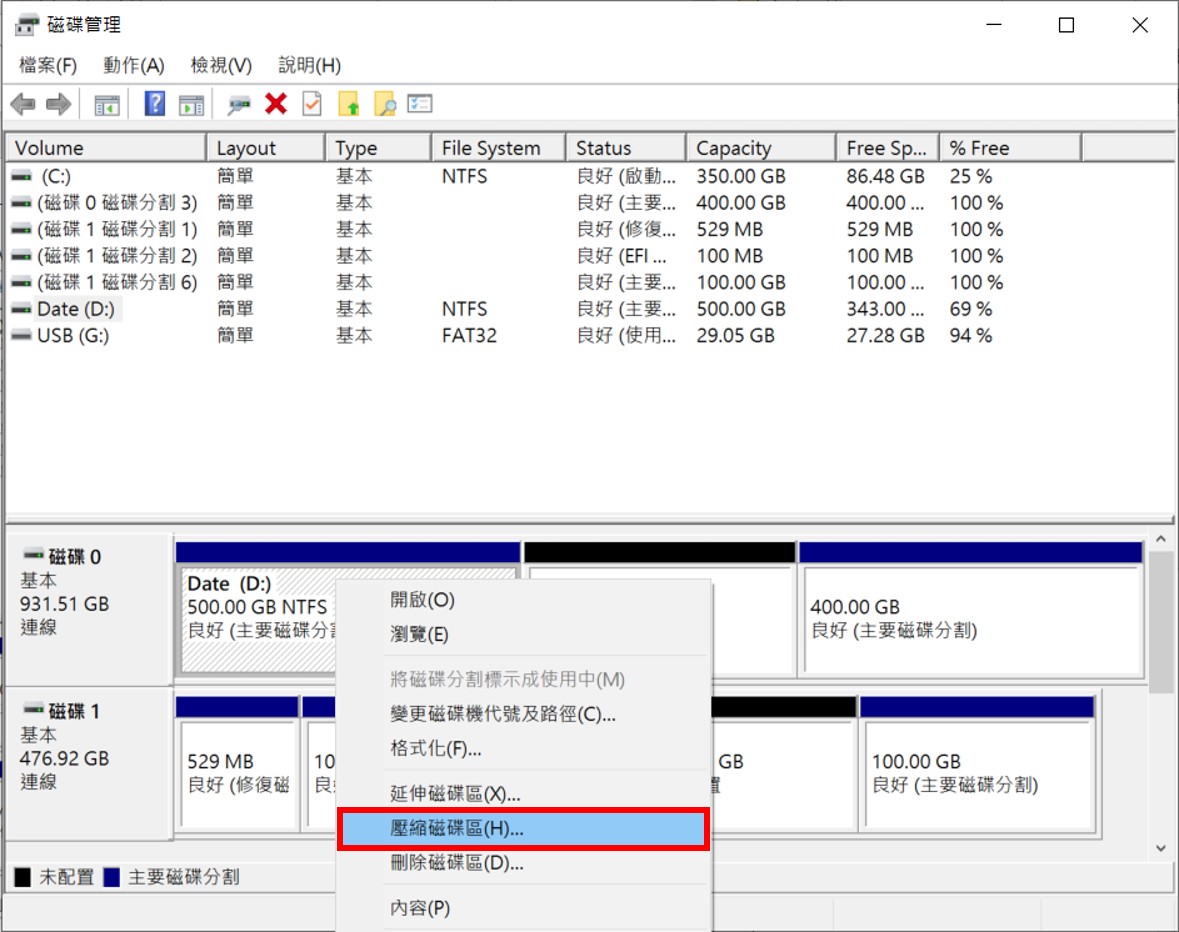 磁碟管理
檔案(F) 動作(A) 檢視(V) 說明(H)
Volume Layout Type File System Status Capacity Free Sp... % Free
(C:) 簡單 基本 NTFS 良好 (啟動... 350.00 GB 86.48 GB 25 %
(磁碟 0 磁碟分割 3) 簡單 基本 良好 (主要... 400.00 GB 400.00 ... 100 %
(磁碟 1 磁碟分割 1) 簡單 基本 良好 (修復... 529 MB 529 MB 100 %
(磁碟 1 磁碟分割 2) 簡單 基本 良好 (EFI ... 100 MB 100 MB 100 %
(磁碟 1 磁碟分割 6) 簡單 基本 良好 (主要... 100.00 GB 100.00 ... 100 %
Date (D:) 簡單 基本 NTFS 良好 (主要... 500.00 GB 343.00 ... 69 %
USB (G:) 簡單 基本 FAT32 良好 (使用... 29.05 GB 27.28 GB 94 %
磁碟 0
基本
931.51 GB
連線
Date (D:)
500.00 GB NTFS
良好 (主要磁碟分割
400.00 GB
良好 (主要磁碟分割)
開啟(O)
瀏覽(E)
將磁碟分割標示成使用中(M)
變更磁碟機代號及路徑(C)...
格式化(F)...
延伸磁碟區(X)...
壓縮磁碟區(H)...
刪除磁碟區(D)...
內容(P)
磁碟 1
基本
476.92 GB
連線
529 MB
良好 (修復磁
10
良
GB
置
100.00 GB
良好 (主要磁碟分割)
未配置 主要磁碟分割